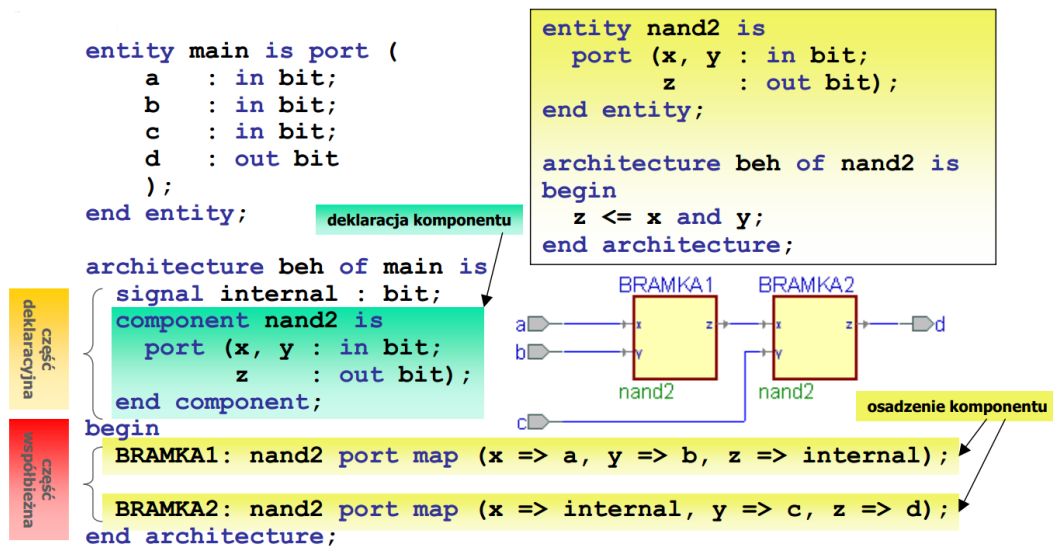 entity main is port (
a : in bit;
b : in bit;
c : in bit;
d : out bit
);
end entity;
deklaracja komponentu
architecture beh of main is
signal internal : bit;
component nand2 is
port (x, y : in bit;
z : out bit);
end component;
begin
BRAMKA1: nand2 port map (x => a, y => b, z => internal);
BRAMKA2: nand2 port map (x => internal, y => c, z => d);
end architecture;
część
deklaracyjna
część
współbieżna
entity nand2 is
port (x, y : in bit;
z : out bit);
end entity;
architecture beh of nand2 is
begin
z <= x and y;
end architecture;
BRAMKA1 BRAMKA2
a x z x z d
b y y
nand2 nand2
c
osadzenie komponentu